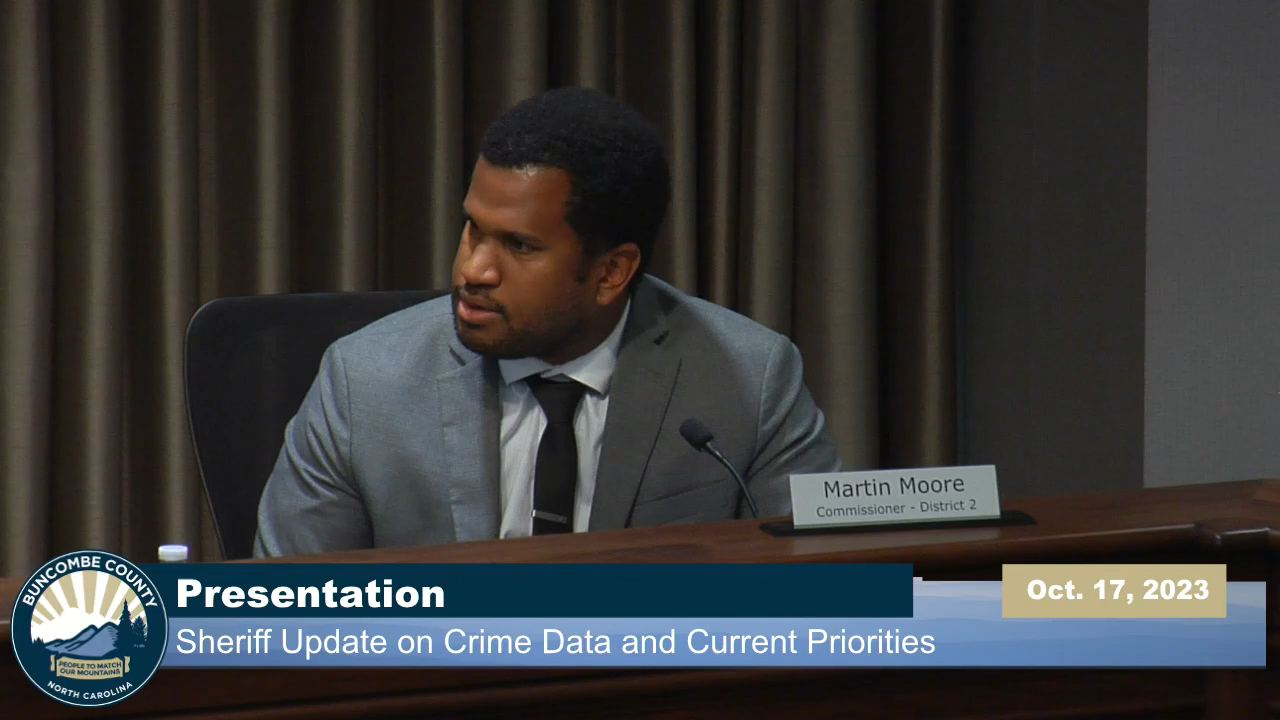 Martin Moore
Commissioner - District 2
BUNCOMBE COUNTY
PEOPLE TO MATCH
OUR MOUNTAINS
NORTH CAROLINA
Presentation
Oct. 17, 2023
Sheriff Update on Crime Data and Current Priorities